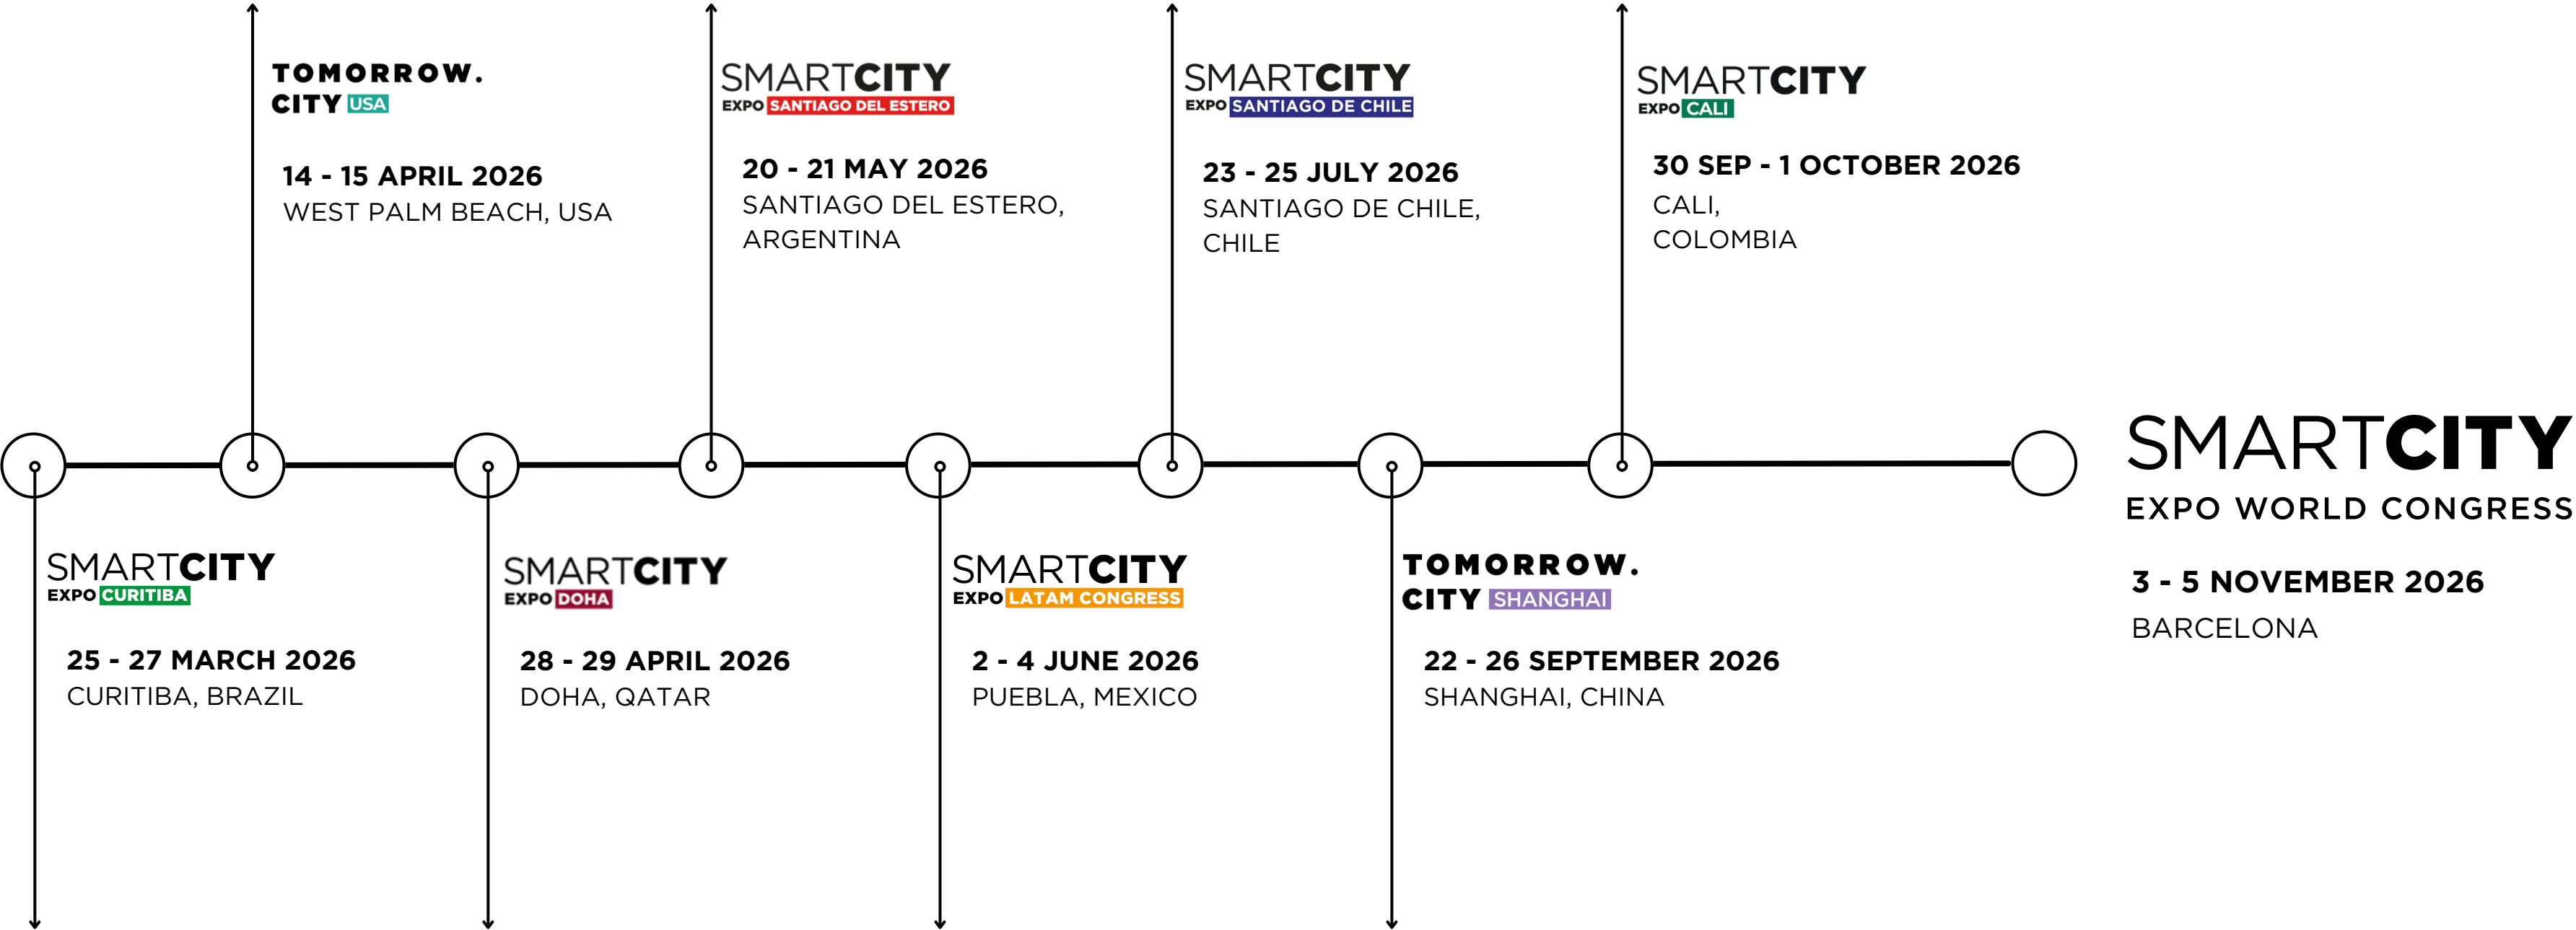 TOMORROW.
CITY USA
14 - 15 APRIL 2026
WEST PALM BEACH, USA
SMARTCITY
EXPO SANTIAGO DEL ESTERO
20 - 21 MAY 2026
SANTIAGO DEL ESTERO,
ARGENTINA
SMARTCITY
EXPO SANTIAGO DE CHILE
23 - 25 JULY 2026
SANTIAGO DE CHILE,
CHILE
SMARTCITY
EXPO CALI
30 SEP - 1 OCTOBER 2026
CALI,
COLOMBIA
SMARTCITY
EXPO CURITIBA
25 - 27 MARCH 2026
CURITIBA, BRAZIL
SMARTCITY
EXPO DOHA
28 - 29 APRIL 2026
DOHA, QATAR
SMARTCITY
EXPO LATAM CONGRESS
2 - 4 JUNE 2026
PUEBLA, MEXICO
TOMORROW.
CITY SHANGHAI
22 - 26 SEPTEMBER 2026
SHANGHAI, CHINA
SMARTCITY
EXPO WORLD CONGRESS
3 - 5 NOVEMBER 2026
BARCELONA